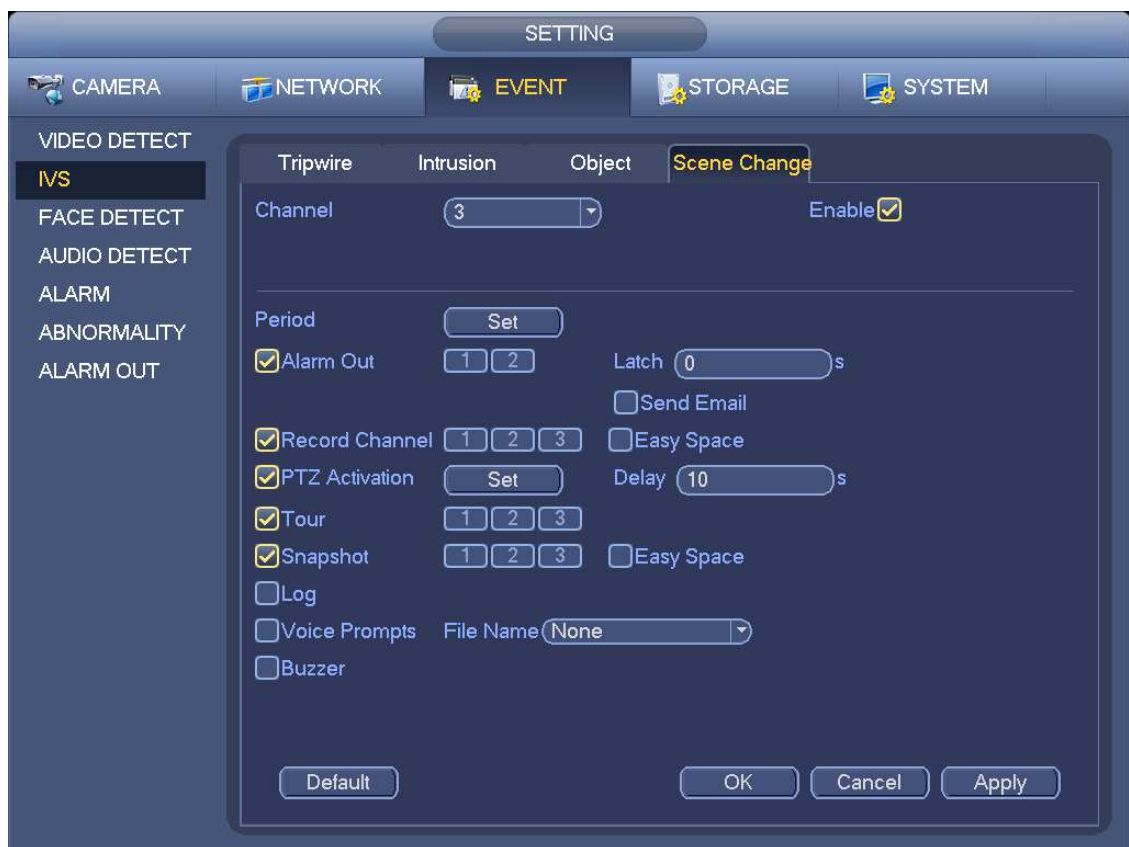 SETTING
CAMERA NETWORK EVENT STORAGE SYSTEM
VIDEO DETECT
IVS
FACE DETECT
AUDIO DETECT
ALARM
ABNORMALITY
ALARM OUT
Tripwire Intrusion Object Scene Change
Channel 3 Enable
Period Set
Alarm Out 1 2 Latch 0 s
Send Email
Record Channel 1 2 3 Easy Space
PTZ Activation Set Delay 10 s
Tour 1 2 3
Snapshot 1 2 3 Easy Space
Log
Voice Prompts File Name None
Buzzer
Default OK Cancel Apply